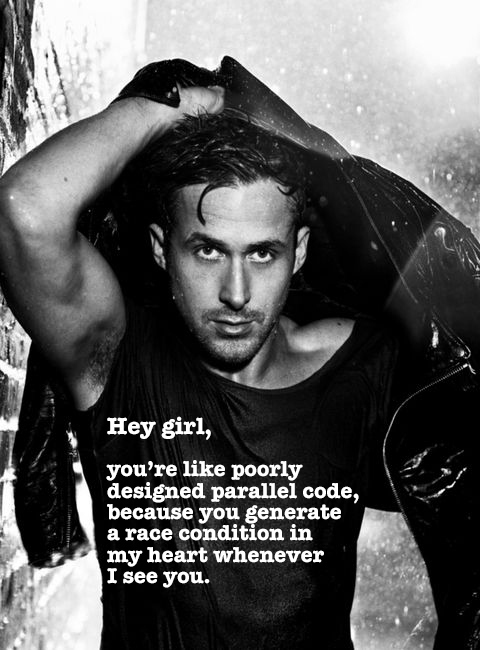 Hey girl,
you're like poorly
designed parallel code,
because you generate
a race condition in
my heart whenever
I see you.